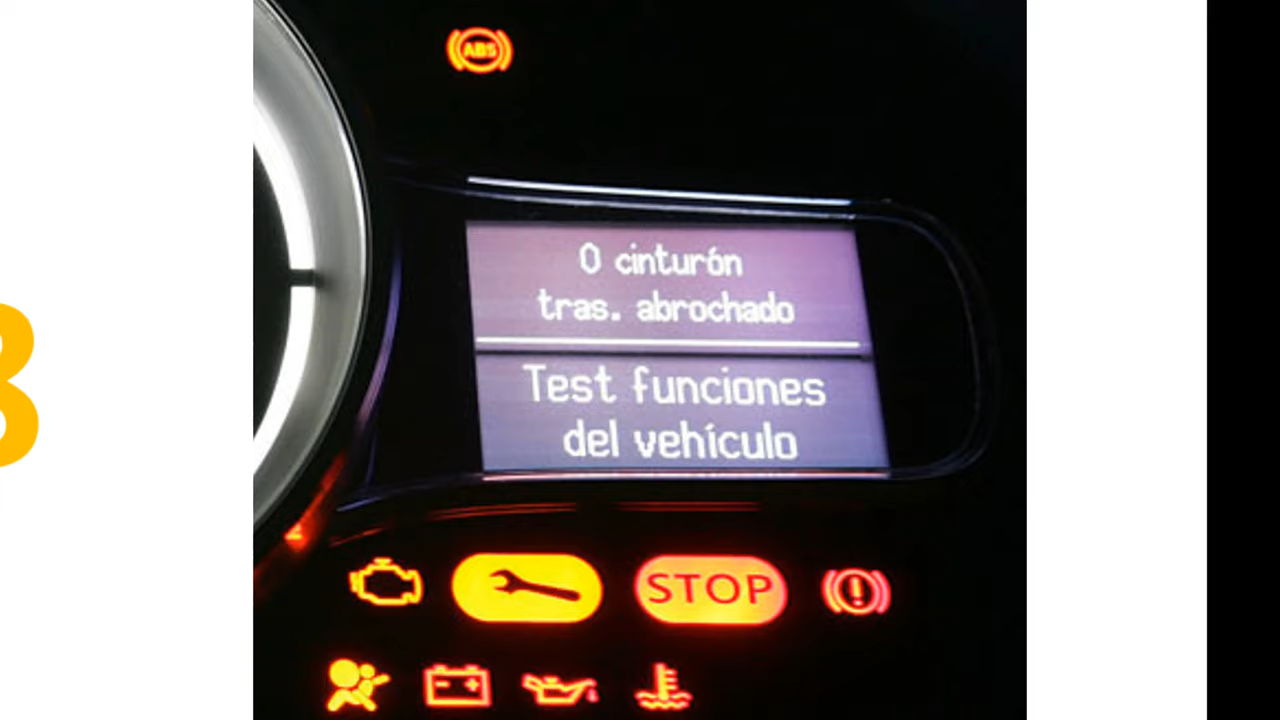 ABS
0 cinturón
tras. abrochado
Test funciones
del vehículo
STOP